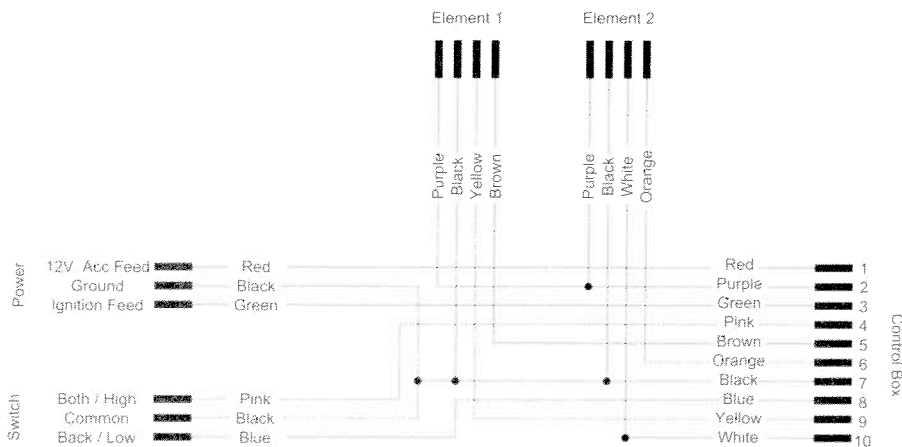 Element 1
Element 2
Purple
Black
Yellow
Brown
Purple
Black
White
Orange
Power
12V Acc Feed
Red
Ground
Black
Ignition Feed
Green
Switch
Both / High
Pink
Common
Black
Back / Low
Blue
Red
1
Purple
2
Green
3
Pink
4
Brown
5
Orange
6
Black
7
Blue
8
Yellow
9
White
10
Control Box